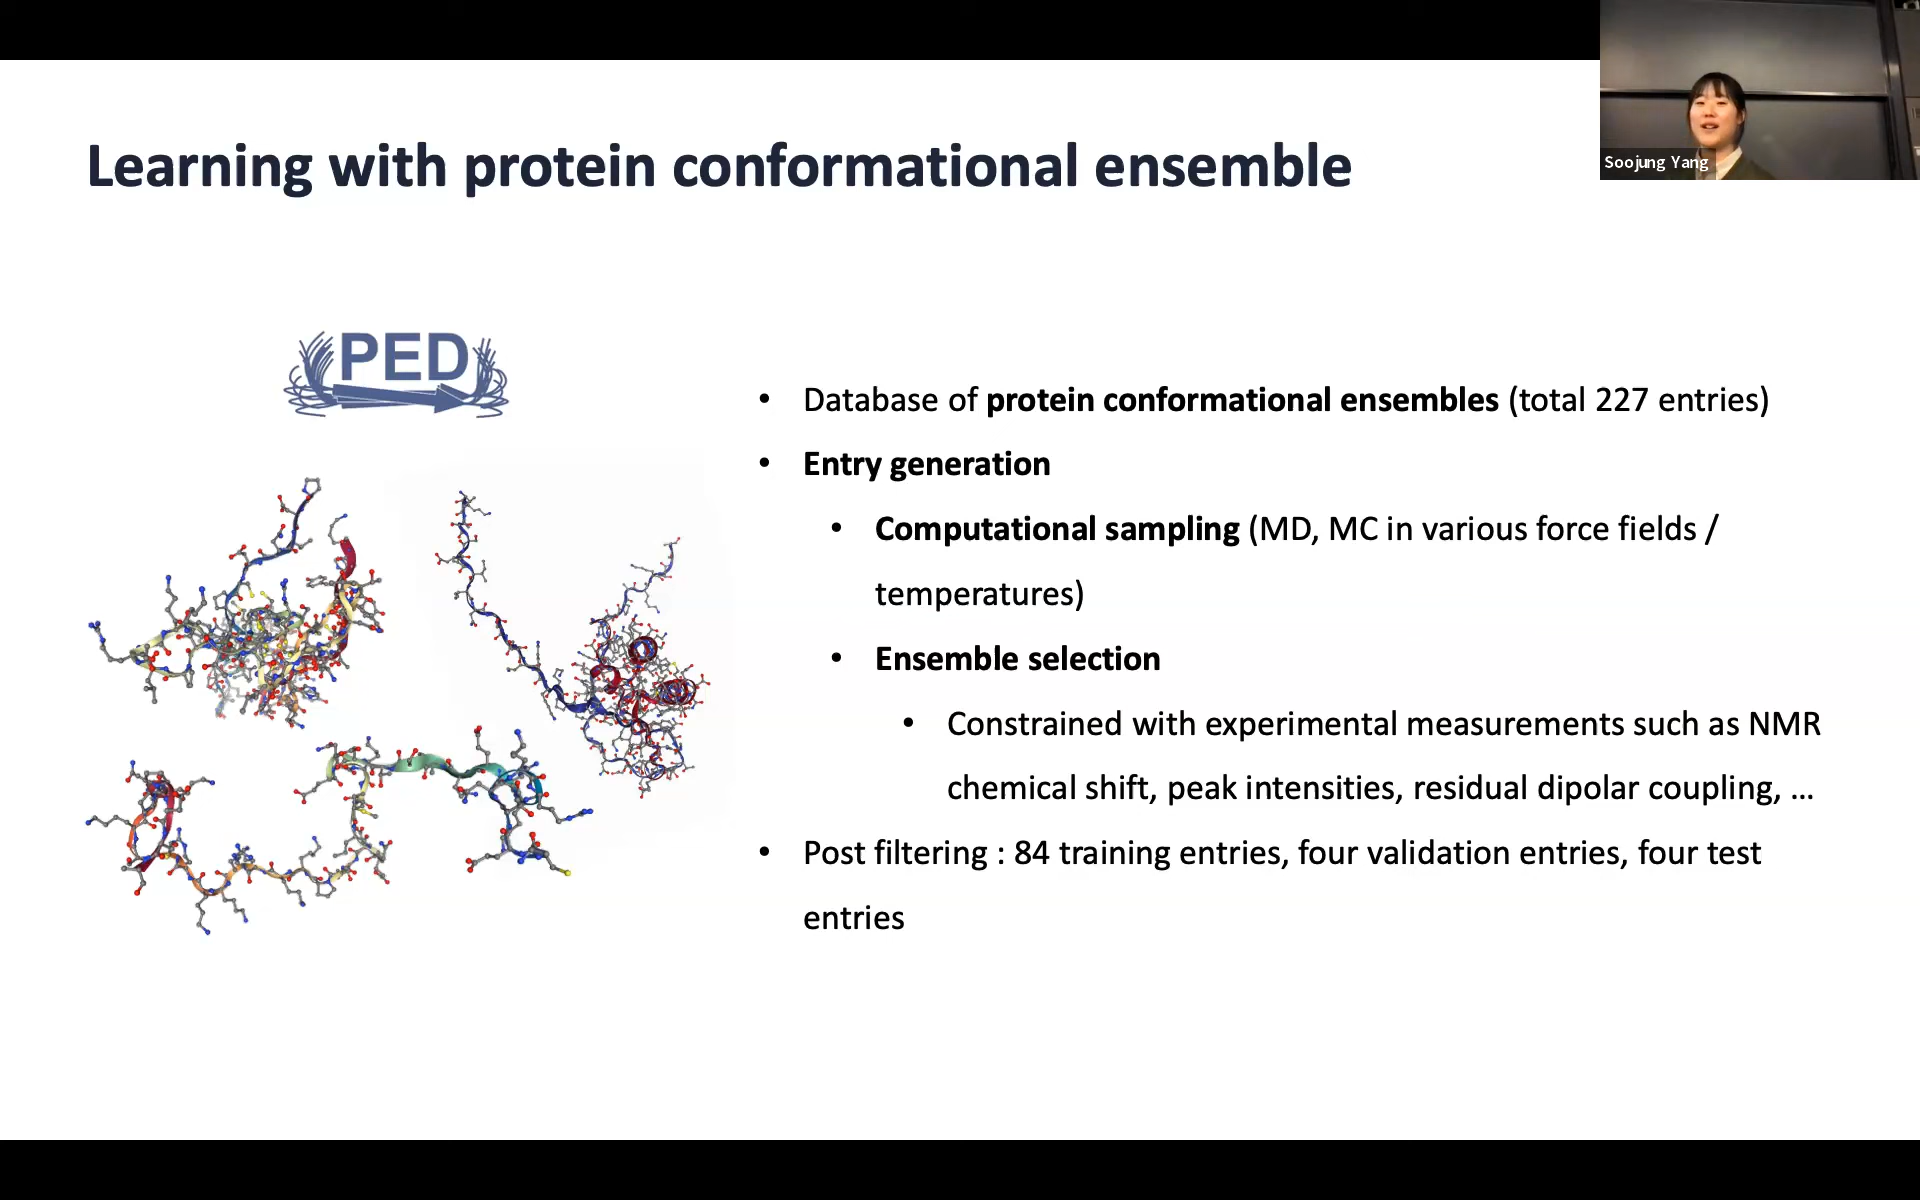 Soojung Yang
Learning with protein conformational ensemble
PED
• Database of protein conformational ensembles (total 227 entries)
• Entry generation
• Computational sampling (MD, MC in various force fields /
temperatures)
• Ensemble selection
• Constrained with experimental measurements such as NMR
chemical shift, peak intensities, residual dipolar coupling, ...
• Post filtering : 84 training entries, four validation entries, four test
entries